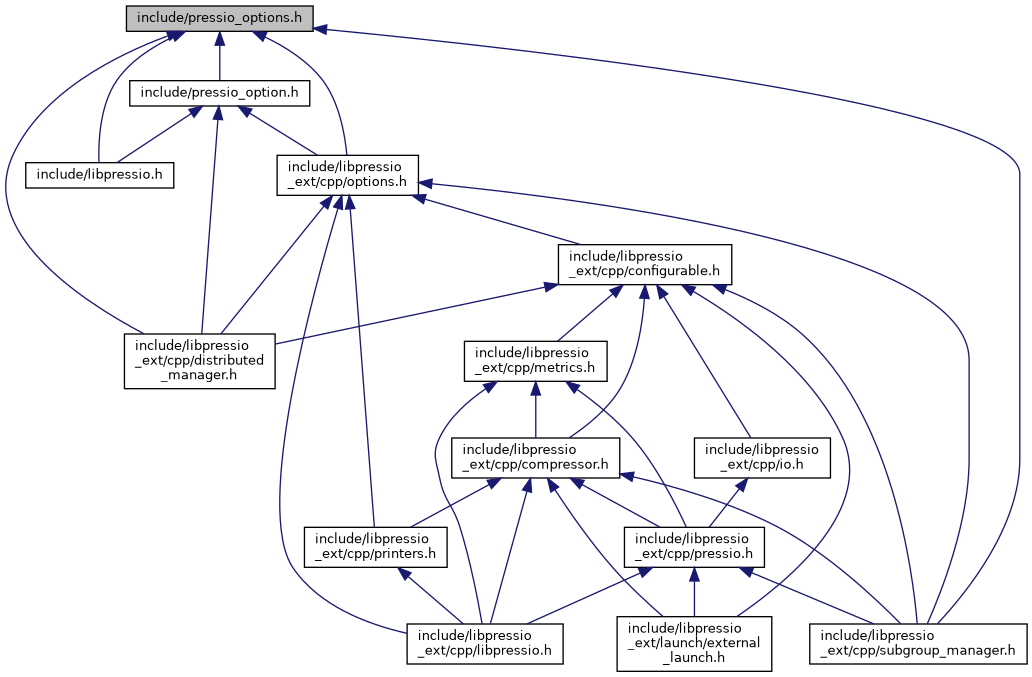 include/pressio_options.h
include/pressio_option.h
include/libpressio.h
include/libpressio
_ext/cpp/options.h
include/libpressio
_ext/cpp/configurable.h
include/libpressio
_ext/cpp/distributed
_manager.h
include/libpressio
_ext/cpp/metrics.h
include/libpressio
_ext/cpp/compressor.h
include/libpressio
_ext/cpp/io.h
include/libpressio
_ext/cpp/printers.h
include/libpressio
_ext/cpp/pressio.h
include/libpressio
_ext/cpp/libpressio.h
include/libpressio
_ext/launch/external
_launch.h
include/libpressio
_ext/cpp/subgroup_manager.h